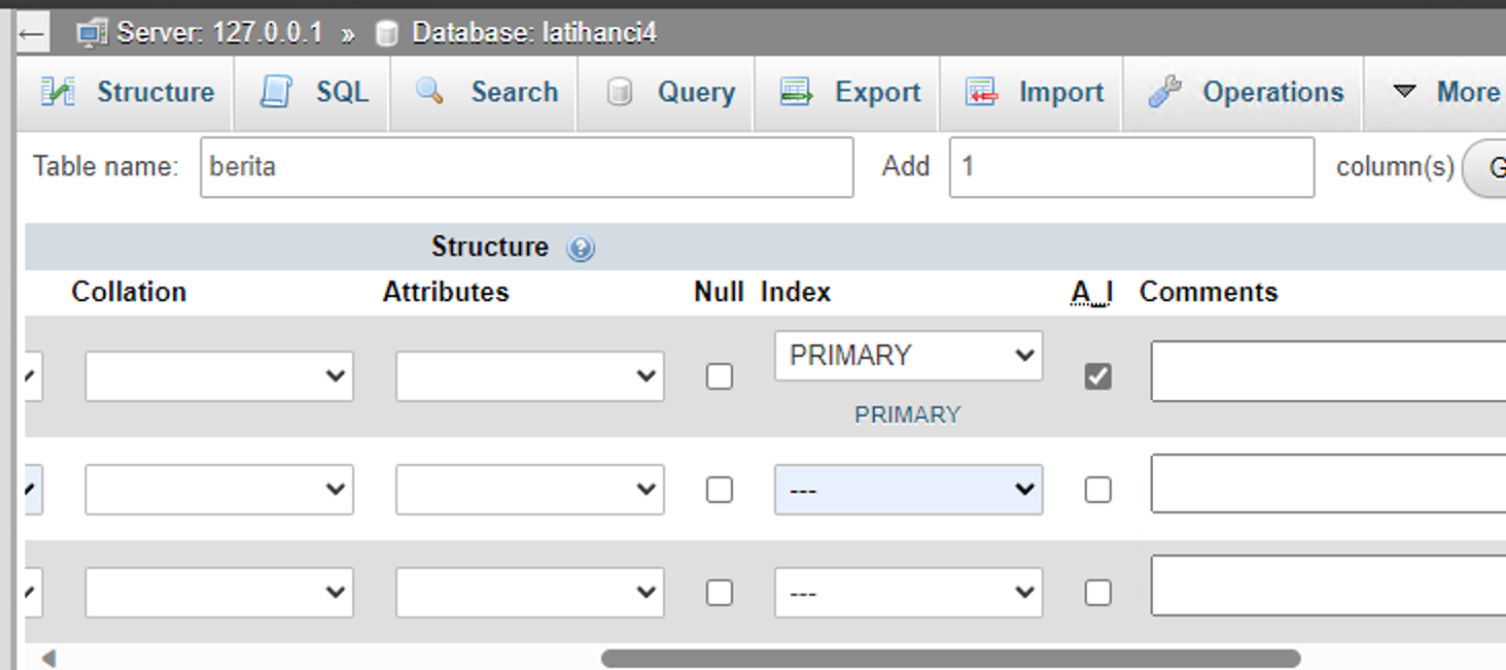 Server: 127.0.0.1 » Database: latihanci4
Structure SQL Search Query Export Import Operations More
Table name: berita Add 1 column(s) G
Structure
Collation Attributes Null Index A_I Comments
PRIMARY
PRIMARY
---
---